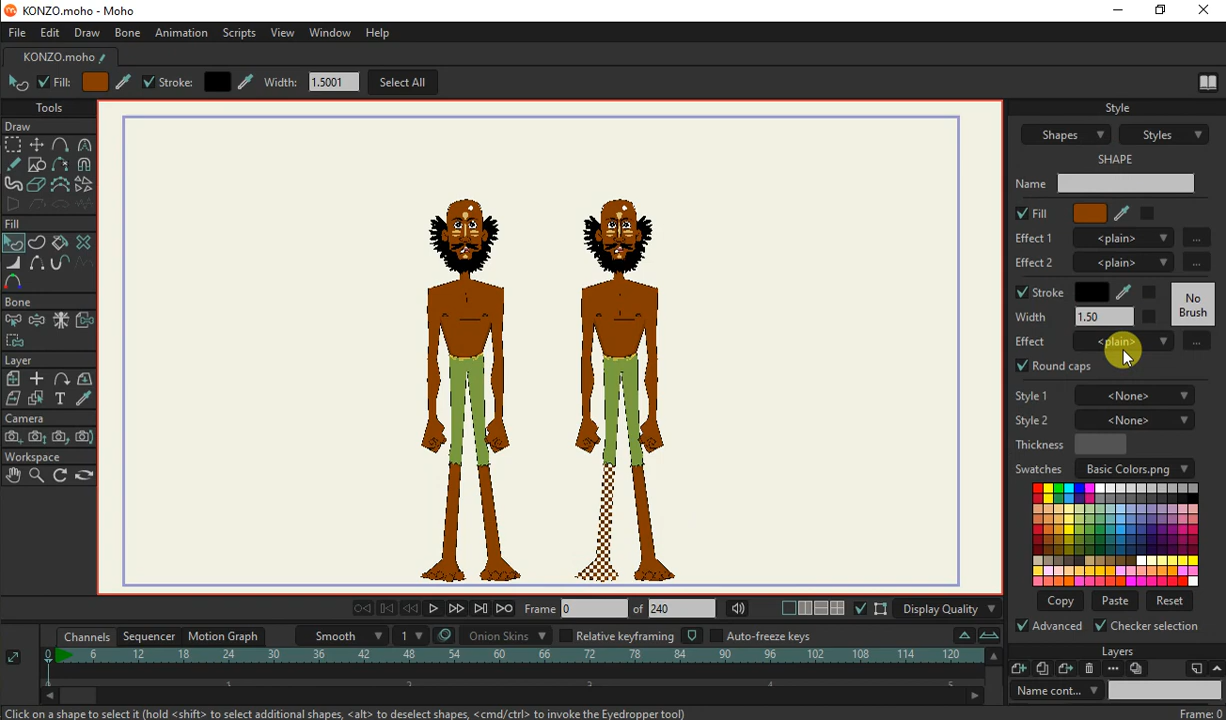 KONZO.moho - Moho
File Edit Draw Bone Animation Scripts View Window Help
KONZO.moho
Fill: Stroke: Width: 1.5001 Select All
Tools
Draw
Fill
Bone
Layer
T
Camera
Workspace
Style
Shapes Styles
SHAPE
Name
Fill
Effect 1 <plain> ...
Effect 2 <plain> ...
Stroke No Brush
Width 1.50
Effect <plain> ...
Round caps
Style 1 <None>
Style 2 <None>
Thickness
Swatches Basic Colors.png
Copy Paste Reset
Advanced Checker selection
Layers
Name cont...
Frame 0 of 240 Display Quality
Channels Sequencer Motion Graph Smooth 1 Onion Skins Relative keyframing Auto-freeze keys
0 6 12 18 24 30 36 42 48 54 60 66 72 78 84 90 96 102 108 114 120
1 2 3 4 5
Click on a shape to select it (hold <shift> to select additional shapes, <alt> to deselect shapes, <cmd/ctrl> to invoke the Eyedropper tool) Frame: 0